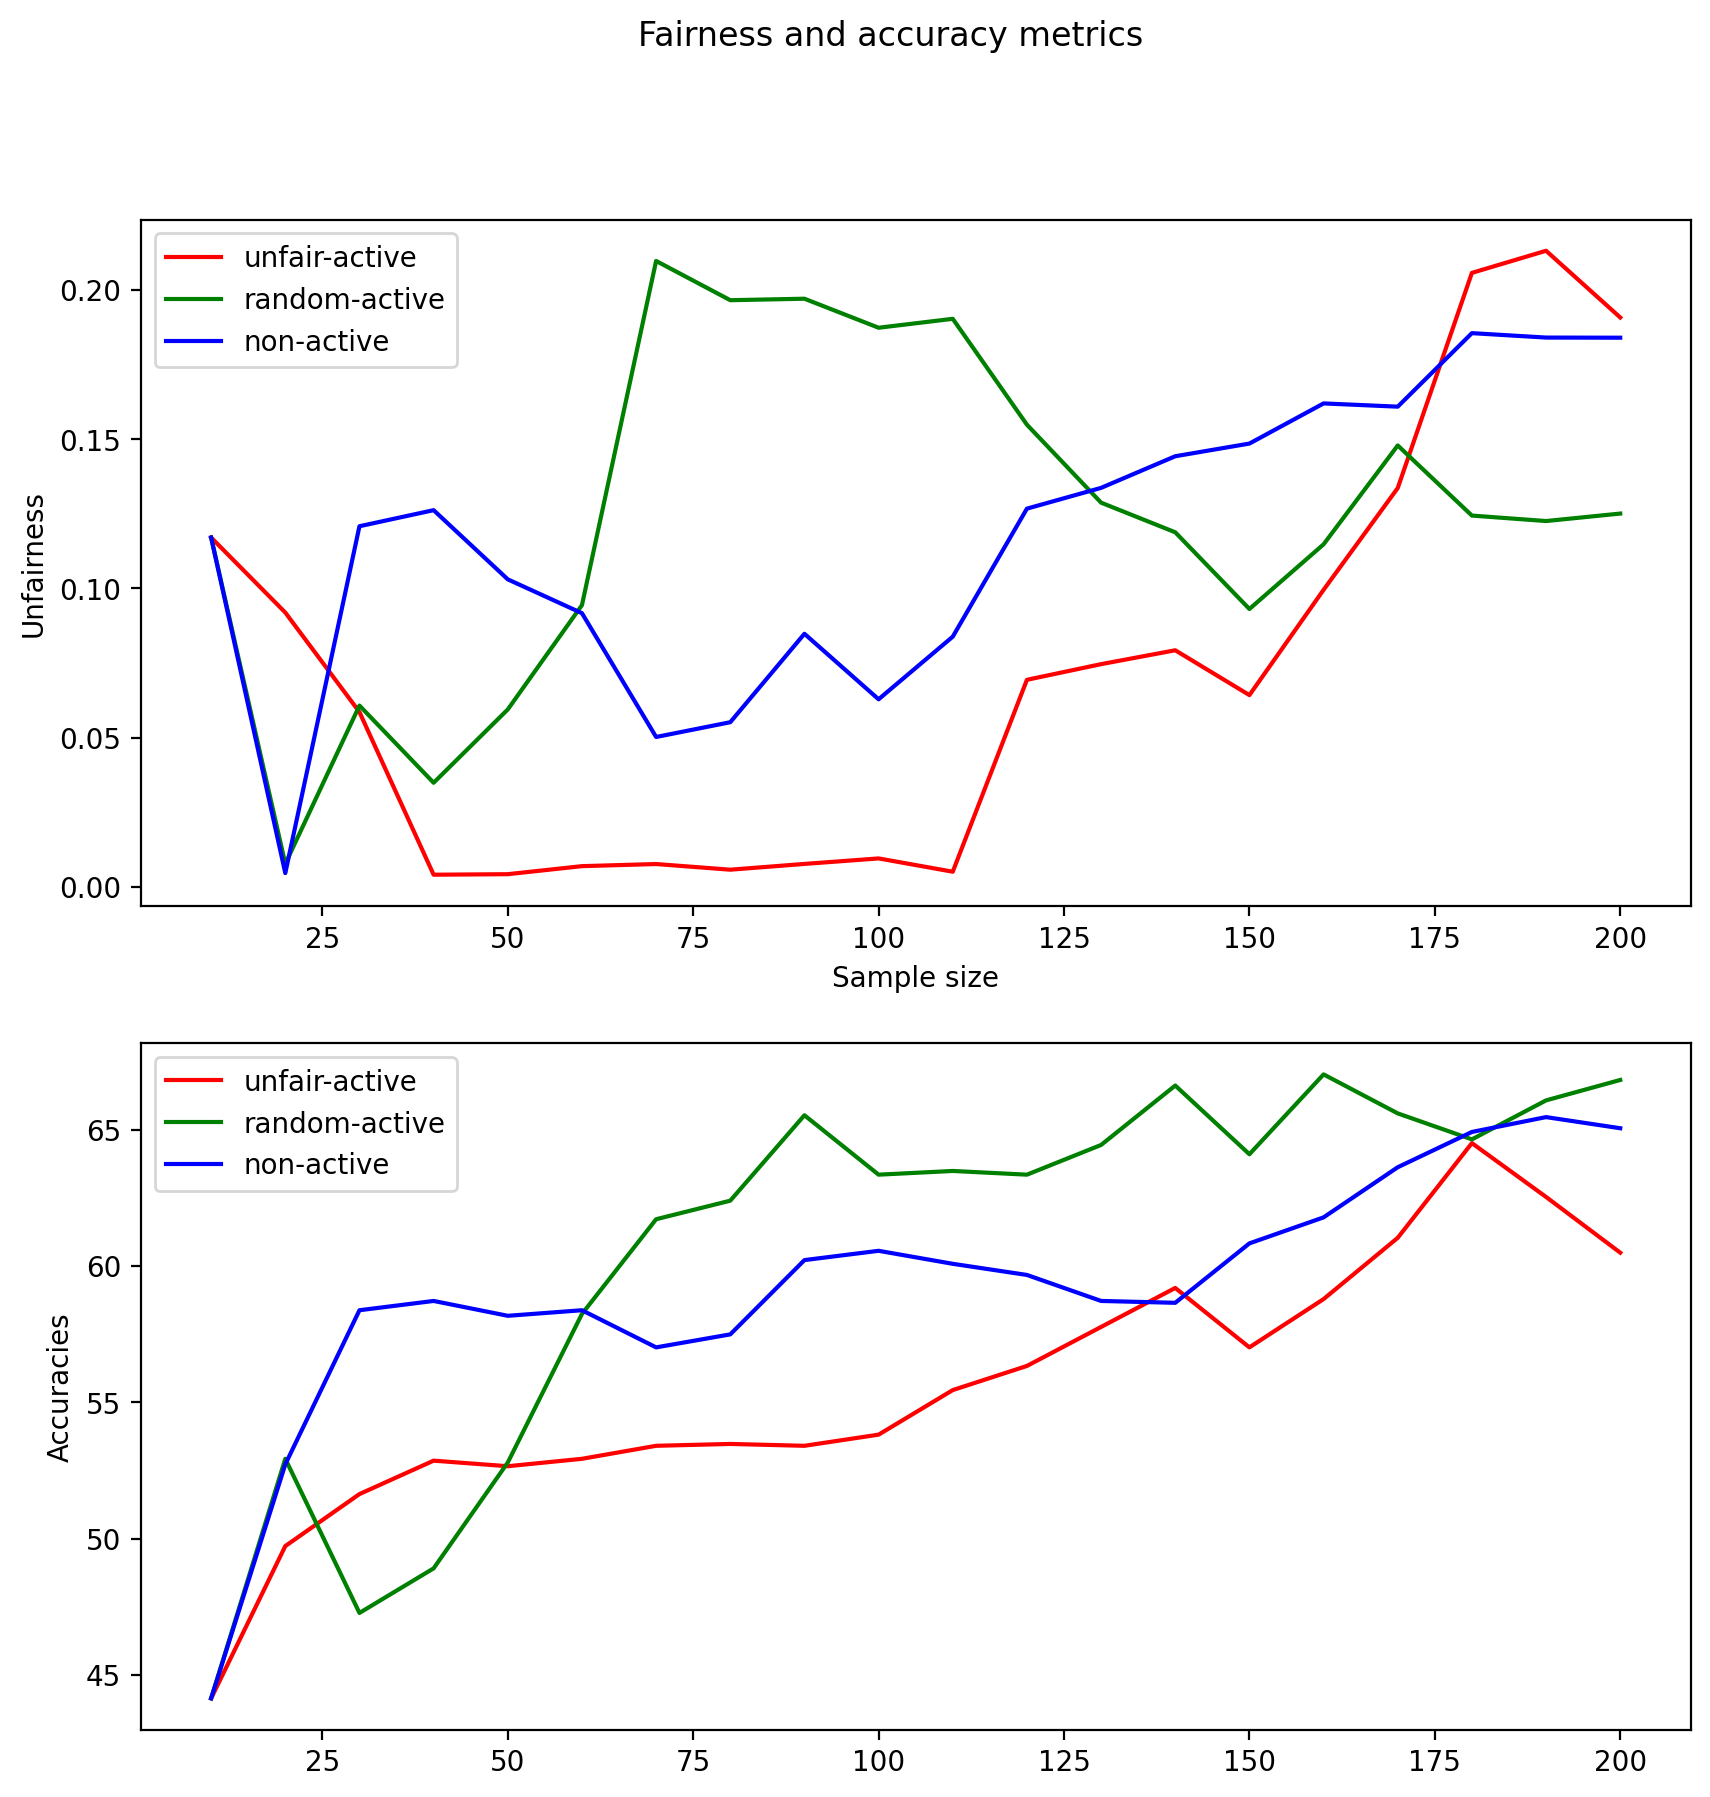 Fairness and accuracy metrics
unfair-active
random-active
non-active
0.20
0.15
0.10
0.05
0.00
Unfairness
25 50 75 100 125 150 175 200
Sample size
unfair-active
random-active
non-active
65
60
55
50
45
Accuracies
25 50 75 100 125 150 175 200